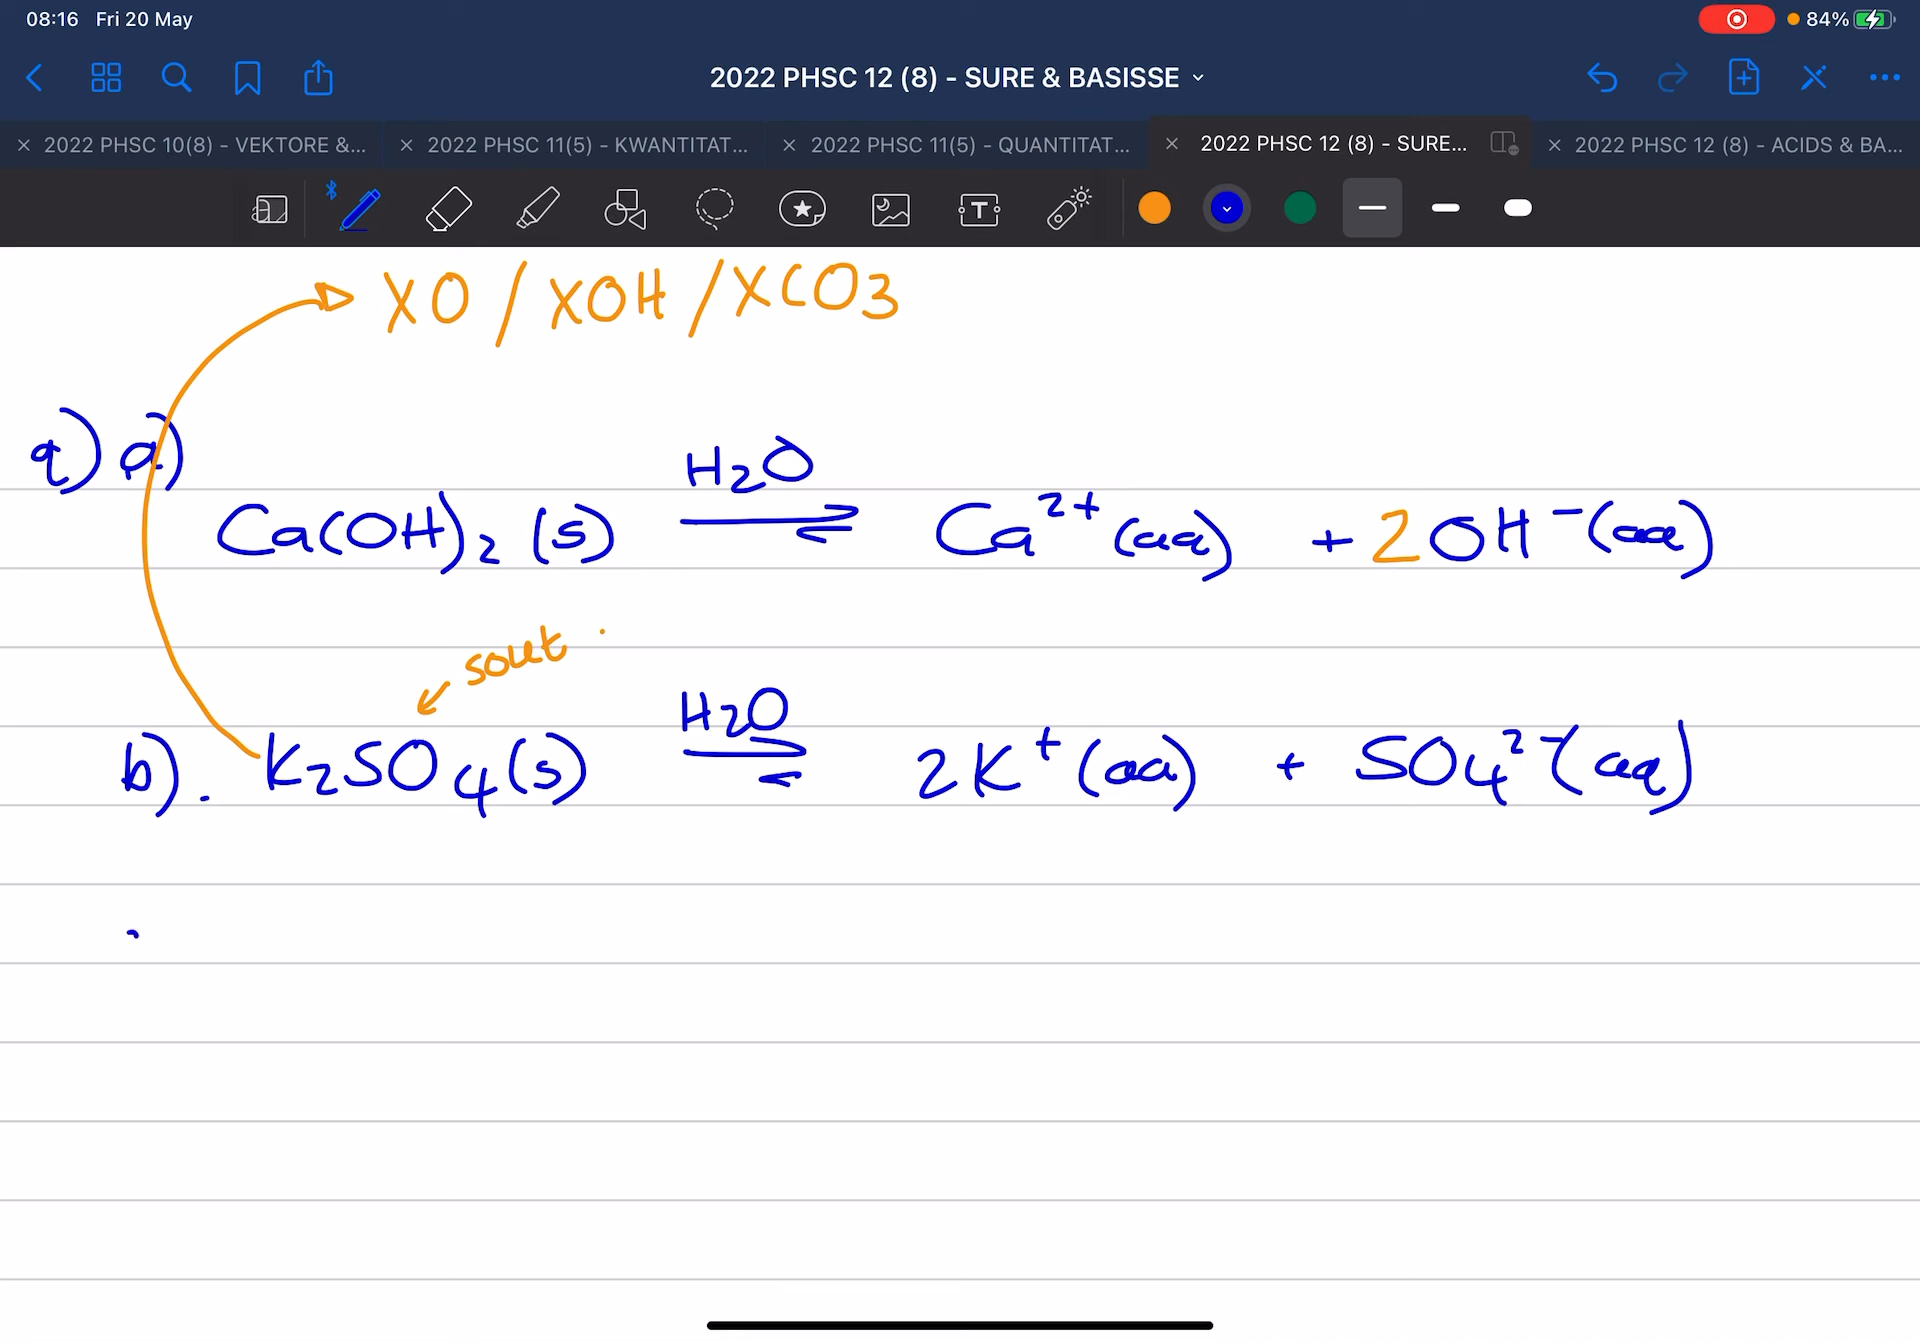 08:16 Fri 20 May 84%
2022 PHSC 12 (8) - SURE & BASISSE
2022 PHSC 10(8) - VEKTORE &... 2022 PHSC 11(5) - KWANTITAT... 2022 PHSC 11(5) - QUANTITAT... 2022 PHSC 12 (8) - SURE... 2022 PHSC 12 (8) - ACIDS & BA...
XO / XOH / XCO3
q) a)
H2O
Ca(OH)₂ (s) ⇌ Ca²⁺ (aq) + 2OH⁻ (aq)
sout
H2O
b). K2SO4(s) ⇌ 2K⁺ (aq) + SO4²⁻ (aq)